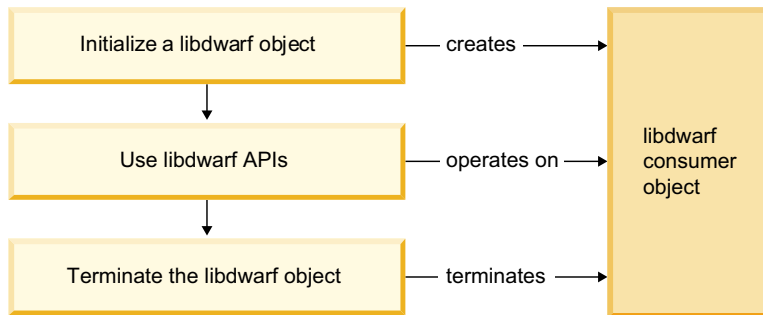 Initialize a libdwarf object
creates
Use libdwarf APIs
operates on
libdwarf
consumer
object
Terminate the libdwarf object
terminates